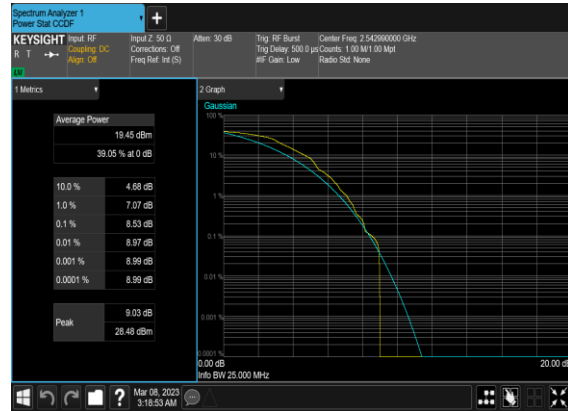 Spectrum Analyzer 1
Power Stat CCDF
KEYSIGHT
R T
LU
Input: RF
Coupling: DC
Align: Off
Input Z: 50 Ω
Corrections: Off
Freq Ref: Int (S)
Atten: 30 dB
Trig: RF Burst
Trig Delay: 500.0 µs
#IF Gain: Low
Center Freq: 2.542990000 GHz
Counts: 1.00 M/1.00 Mpt
Radio Std: None
1 Metrics
Average Power
19.45 dBm
39.05 % at 0 dB
10.0 % 4.68 dB
1.0 % 7.07 dB
0.1 % 8.53 dB
0.01 % 8.97 dB
0.001 % 8.99 dB
0.0001 % 8.99 dB
Peak
9.03 dB
28.48 dBm
2 Graph
Gaussian
100 %
10 %
1 %
0.1 %
0.01 %
0.001 %
0.0001 %
0.00 dB
20.00 dB
Info BW 25.000 MHz
?
Mar 08, 2023
3:18:53 AM